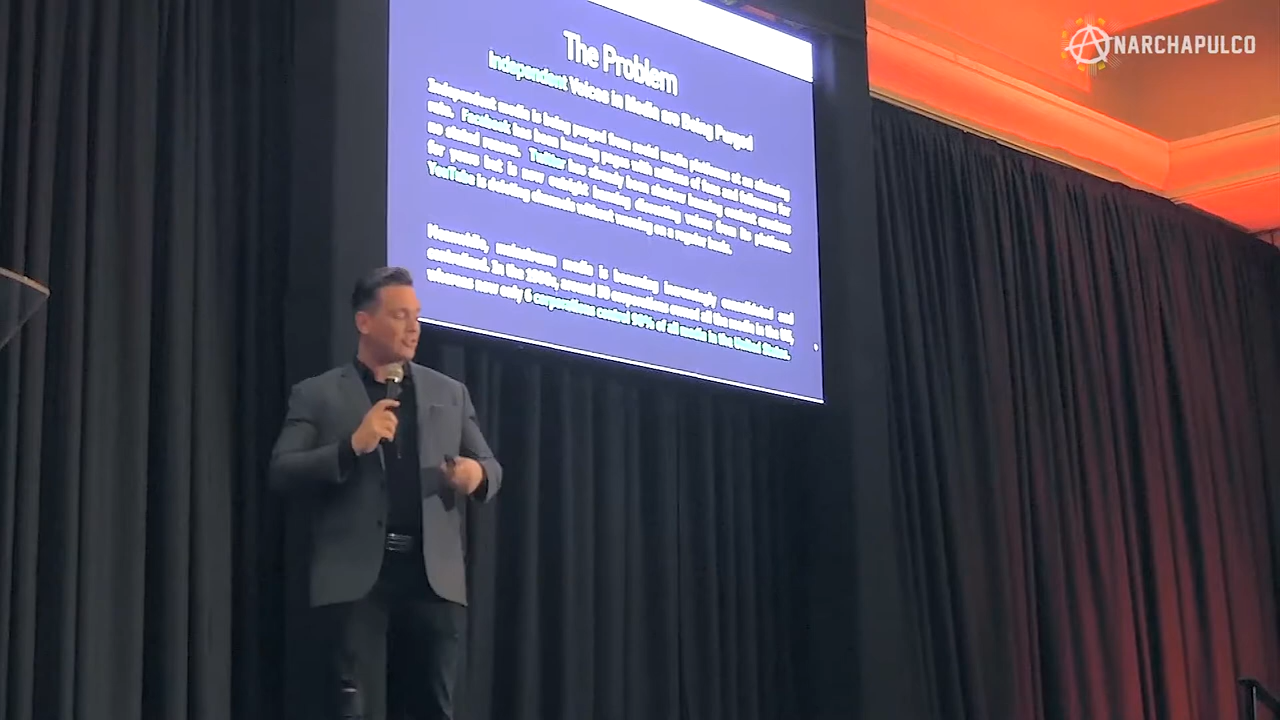 ANARCHAPULCO
The Problem
Independent Voices in Media are Being Purged
Independent media is being purged from social media platforms at an alarming
rate. Facebook has been banning pages with millions of fans and followers for
no stated reason. Twitter has already been shadow banning content creators
for years but is now outright banning dissenting voices from its platform.
YouTube is deleting channels without warning on a regular basis.
Meanwhile, mainstream media is becoming increasingly consolidated and
centralized. In the 1980s, around 50 corporations owned all the media in the US,
whereas now only 6 corporations control 90% of all media in the United States.